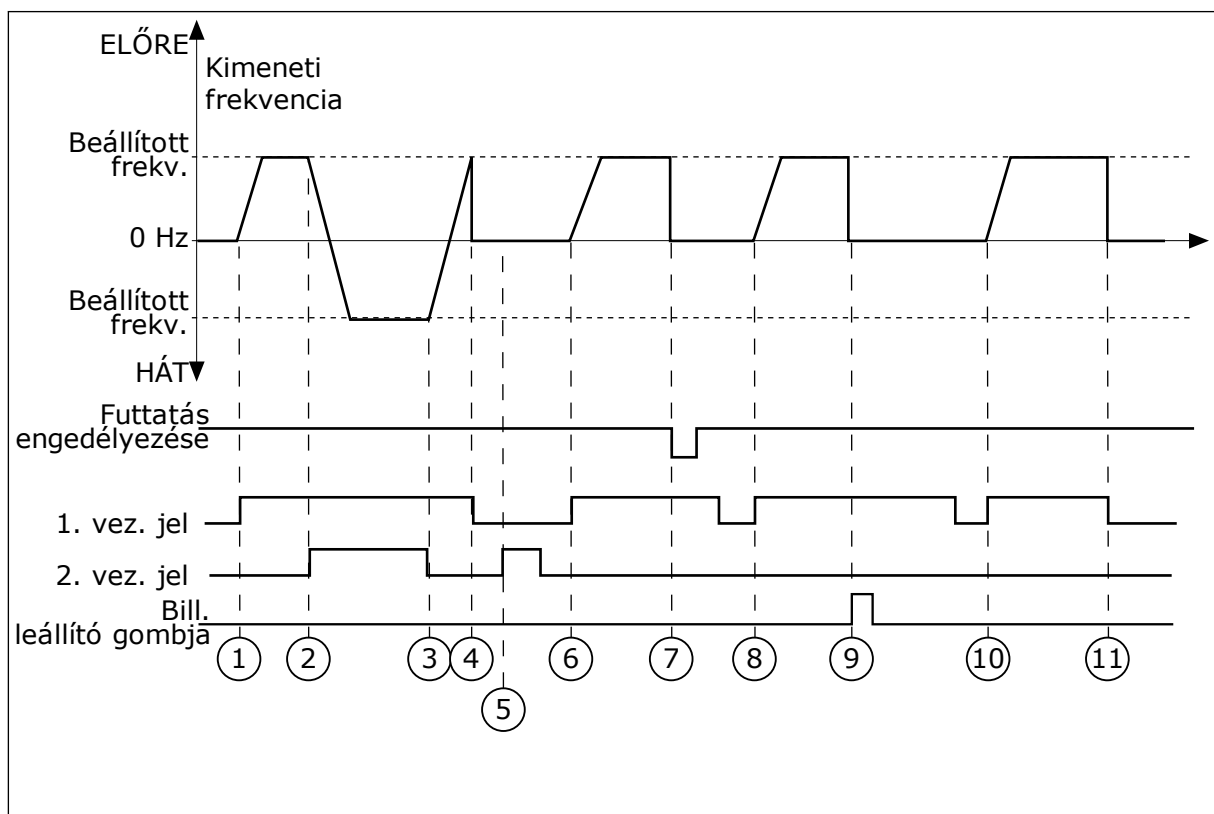 ELŐRE
Kimeneti
frekvencia
Beállított
frekv.
0 Hz
Beállított
frekv.
HÁT
Futtatás
engedélyezése
1. vez. jel
2. vez. jel
Bill.
leállító gombja
1 2 3 4 6 7 8 9 10 11
5